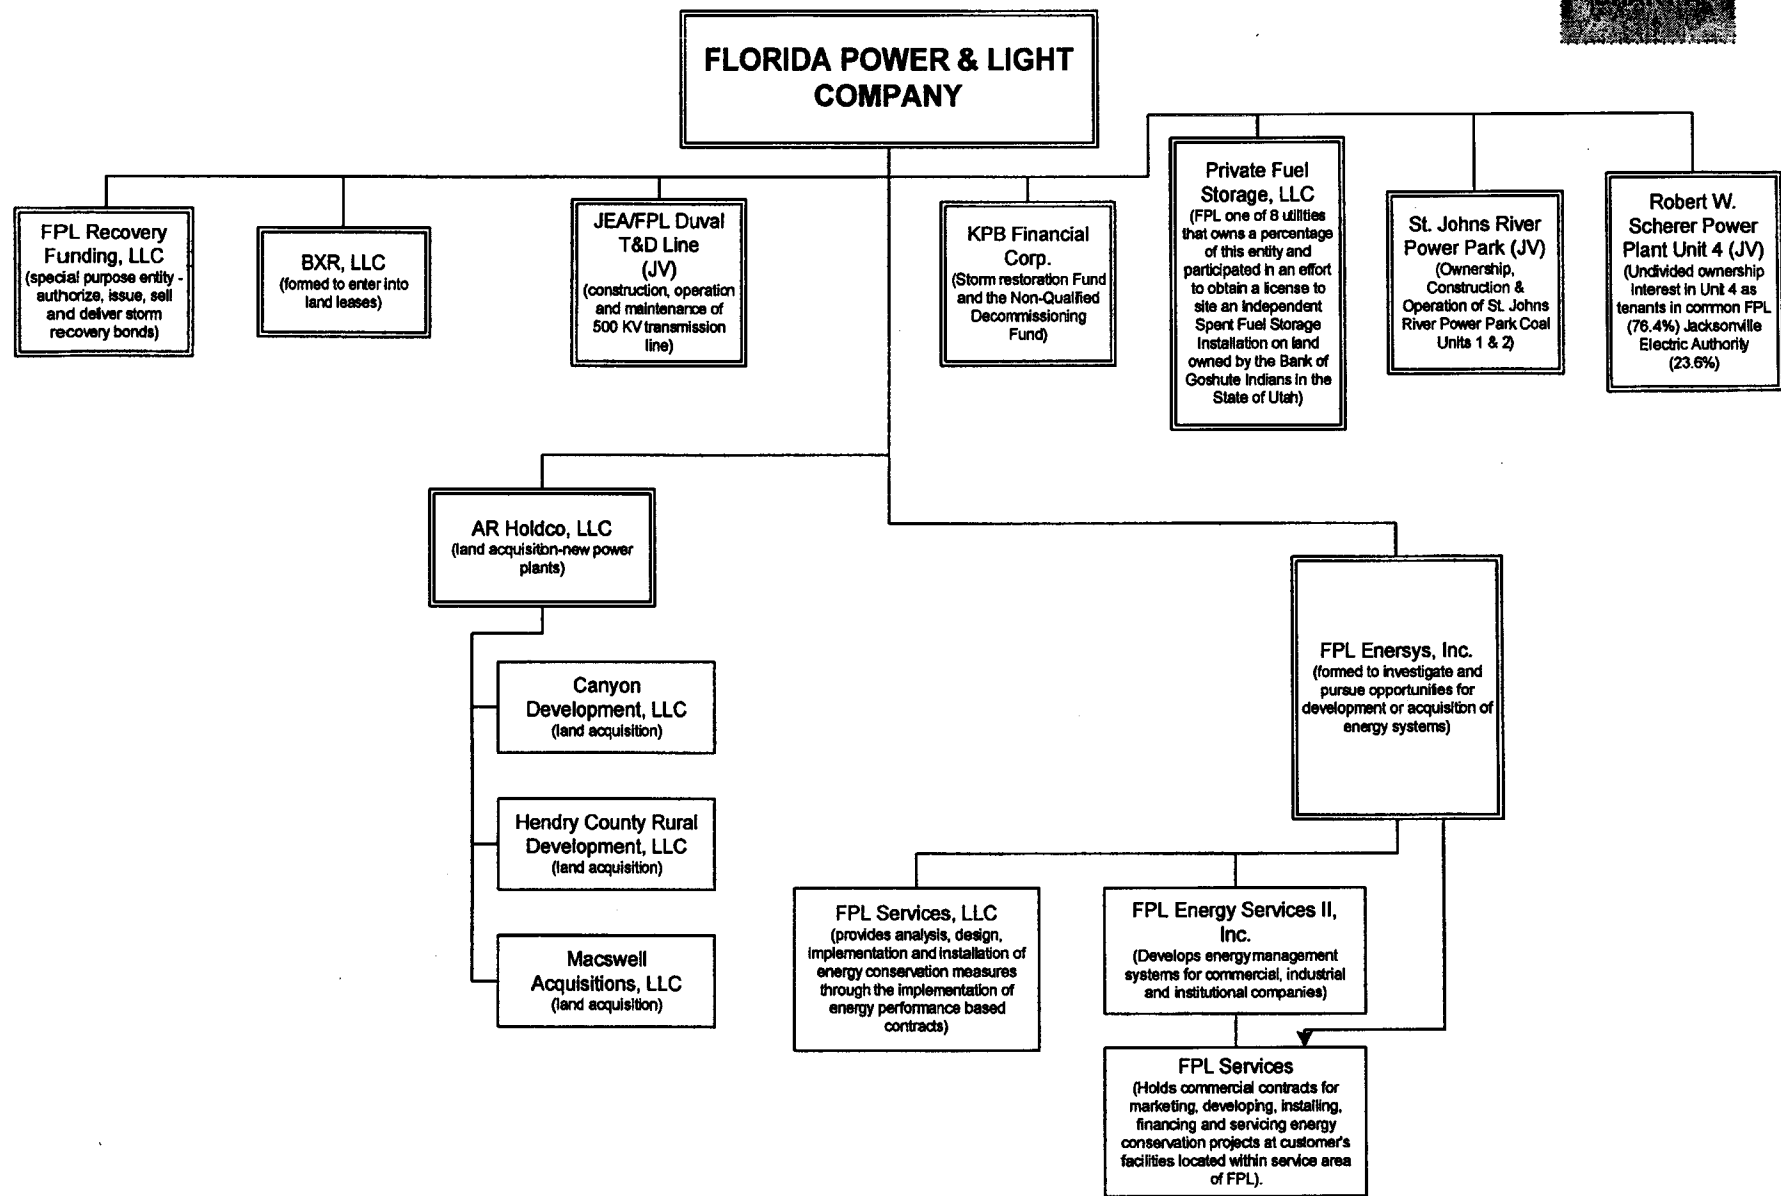 FLORIDA POWER & LIGHT
COMPANY
FPL Recovery
Funding, LLC
(special purpose entity -
authorize, issue, sell
and deliver storm
recovery bonds)
BXR, LLC
(formed to enter into
land leases)
JEA/FPL Duval
T&D Line
(JV)
(construction, operation
and maintenance of
500 KV transmission
line)
KPB Financial
Corp.
(Storm restoration Fund
and the Non-Qualified
Decommissioning
Fund)
Private Fuel
Storage, LLC
(FPL one of 8 utilities
that owns a percentage
of this entity and
participated in an effort
to obtain a license to
site an independent
Spent Fuel Storage
Installation on land
owned by the Bank of
Goshute Indians in the
State of Utah)
St. Johns River
Power Park (JV)
(Ownership,
Construction &
Operation of St. Johns
River Power Park Coal
Units 1 & 2)
Robert W.
Scherer Power
Plant Unit 4 (JV)
(Undivided ownership
interest in Unit 4 as
tenants in common FPL
(76.4%) Jacksonville
Electric Authority
(23.6%)
AR Holdco, LLC
(land acquisition-new power
plants)
Canyon
Development, LLC
(land acquisition)
Hendry County Rural
Development, LLC
(land acquisition)
Macswell
Acquisitions, LLC
(land acquisition)
FPL Enersys, Inc.
(formed to investigate and
pursue opportunities for
development or acquisition of
energy systems)
FPL Services, LLC
(provides analysis, design,
implementation and installation of
energy conservation measures
through the implementation of
energy performance based
contracts)
FPL Energy Services II,
Inc.
(Develops energy management
systems for commercial, industrial
and institutional companies)
FPL Services
(Holds commercial contracts for
marketing, developing, installing,
financing and servicing energy
conservation projects at customer's
facilities located within service area
of FPL).